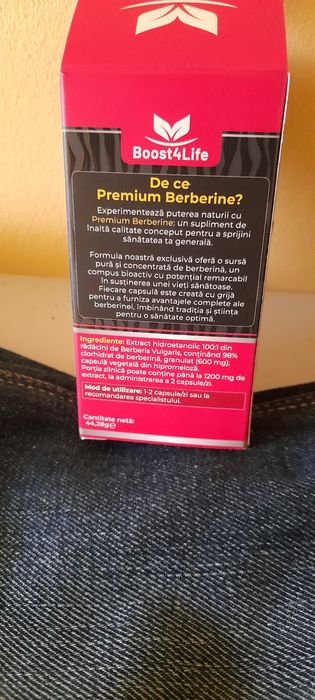 Boost4Life
De ce
Premium Berberine?
Experimentează puterea naturii cu
Premium Berberine: un supliment de
înaltă calitate conceput pentru a sprijini
sănătatea ta generală.
Formula noastră exclusivă oferă o sursă
pură și concentrată de berberină, un
compus bioactiv cu potențial remarcabil
în susținerea unei vieți sănătoase.
Fiecare capsulă este creată cu grijă
pentru a furniza avantajele complete ale
berberinei, îmbinând tradiția și știința
pentru o sănătate optimă.
Ingrediente: Extract hidroetanolic 100:1 din
rădăcini de Berberis Vulgaris, conținând 98%
clorhidrat de berberină, granulat (600 mg);
capsulă vegetală din hipromeloză.
Porția zilnică poate conține până la 1200 mg de
extract, la administrarea a 2 capsule/zi.
Mod de utilizare: 1-2 capsule/zi sau la
recomandarea specialistului.
Cantitate netă:
44,28g℮